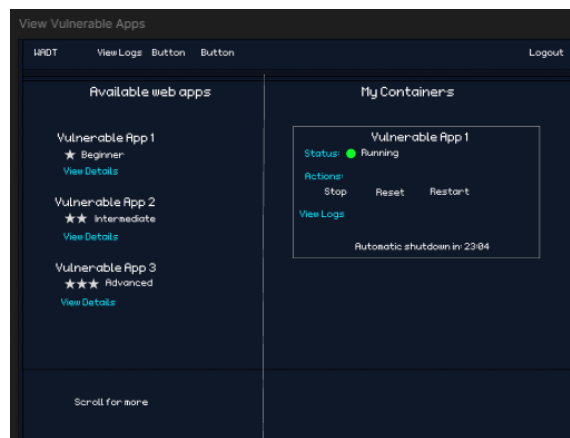 View Vulnerable Apps
WADT View Logs Button Button Logout
Available web apps
Vulnerable App 1
Beginner
View Details
Vulnerable App 2
Intermediate
View Details
Vulnerable App 3
Advanced
View Details
Scroll for more
My Containers
Vulnerable App 1
Status: Running
Actions:
Stop Reset Restart
View Logs
Automatic shutdown in: 23:04